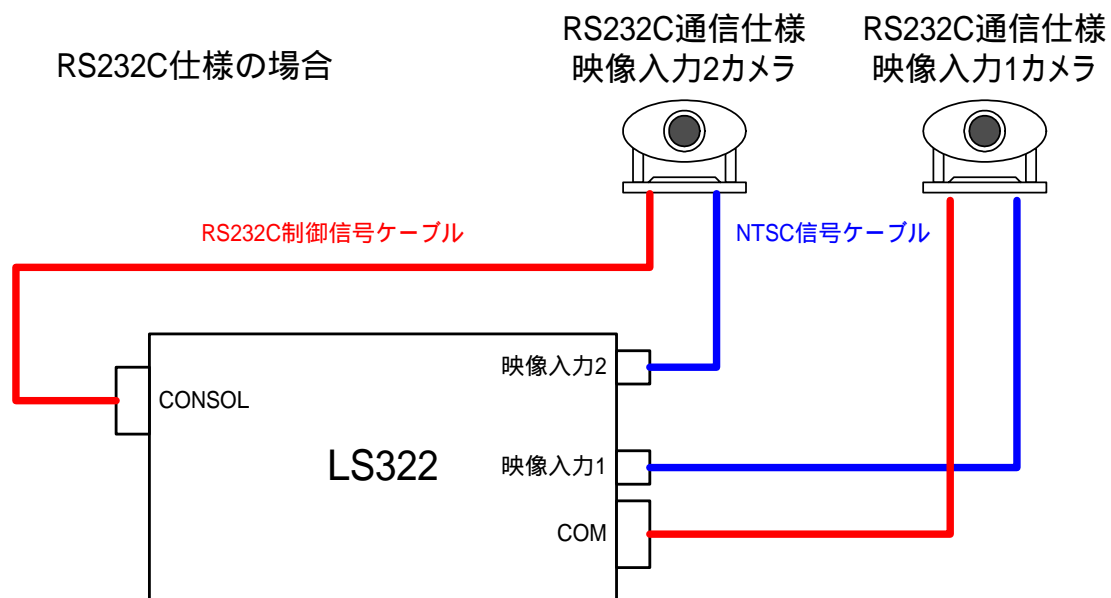 RS232C仕様の場合
RS232C通信仕様
映像入力2カメラ
RS232C通信仕様
映像入力1カメラ
RS232C制御信号ケーブル
NTSC信号ケーブル
映像入力2
CONSOL
LS322
映像入力1
COM